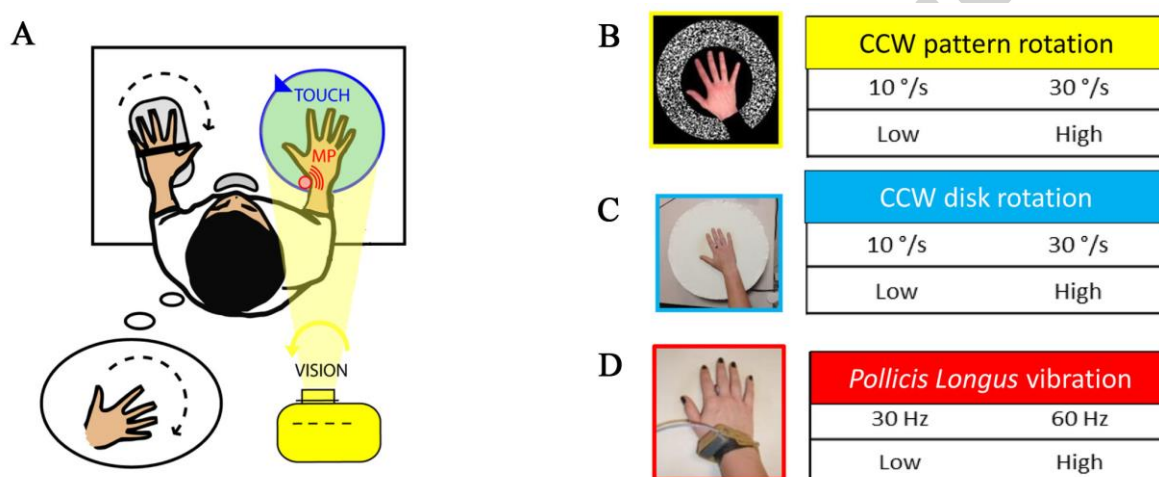 A
TOUCH
MP
VISION
B
CCW pattern rotation
10 °/s 30 °/s
Low High
C
CCW disk rotation
10 °/s 30 °/s
Low High
D
Pollicis Longus vibration
30 Hz 60 Hz
Low High